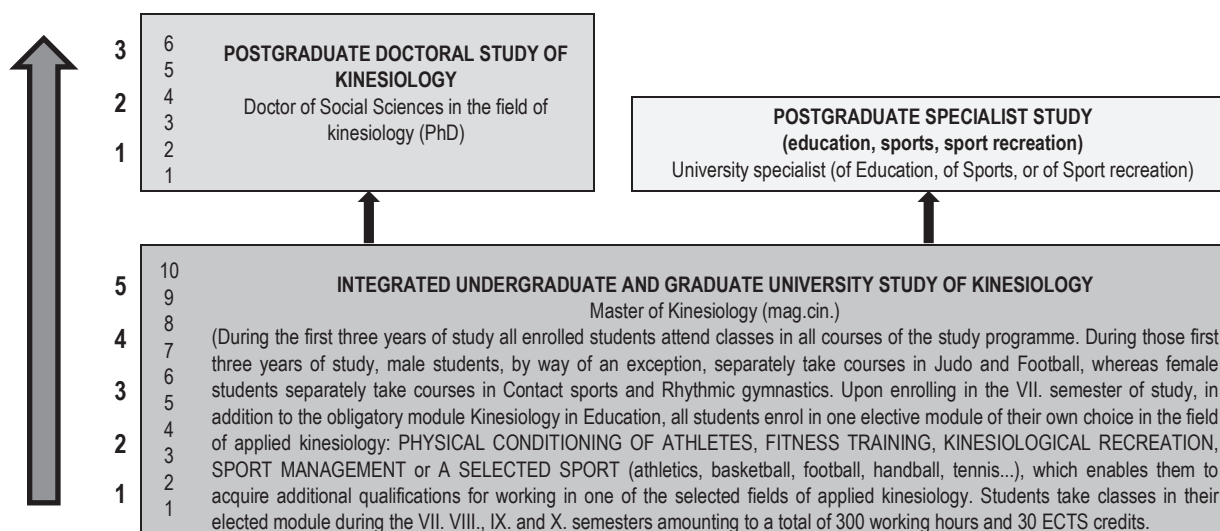 3
2
1
6
5
4
3
2
1
POSTGRADUATE DOCTORAL STUDY OF
KINESIOLOGY
Doctor of Social Sciences in the field of
kinesiology (PhD)
POSTGRADUATE SPECIALIST STUDY
(education, sports, sport recreation)
University specialist (of Education, of Sports, or of Sport recreation)
5
4
3
2
1
10
9
8
7
6
5
4
3
2
1
INTEGRATED UNDERGRADUATE AND GRADUATE UNIVERSITY STUDY OF KINESIOLOGY
Master of Kinesiology (mag.cin.)
(During the first three years of study all enrolled students attend classes in all courses of the study programme. During those first
three years of study, male students, by way of an exception, separately take courses in Judo and Football, whereas female
students separately take courses in Contact sports and Rhythmic gymnastics. Upon enrolling in the VII. semester of study, in
addition to the obligatory module Kinesiology in Education, all students enrol in one elective module of their own choice in the field
of applied kinesiology: PHYSICAL CONDITIONING OF ATHLETES, FITNESS TRAINING, KINESIOLOGICAL RECREATION,
SPORT MANAGEMENT or A SELECTED SPORT (athletics, basketball, football, handball, tennis...), which enables them to
acquire additional qualifications for working in one of the selected fields of applied kinesiology. Students take classes in their
elected module during the VII. VIII., IX. and X. semesters amounting to a total of 300 working hours and 30 ECTS credits.